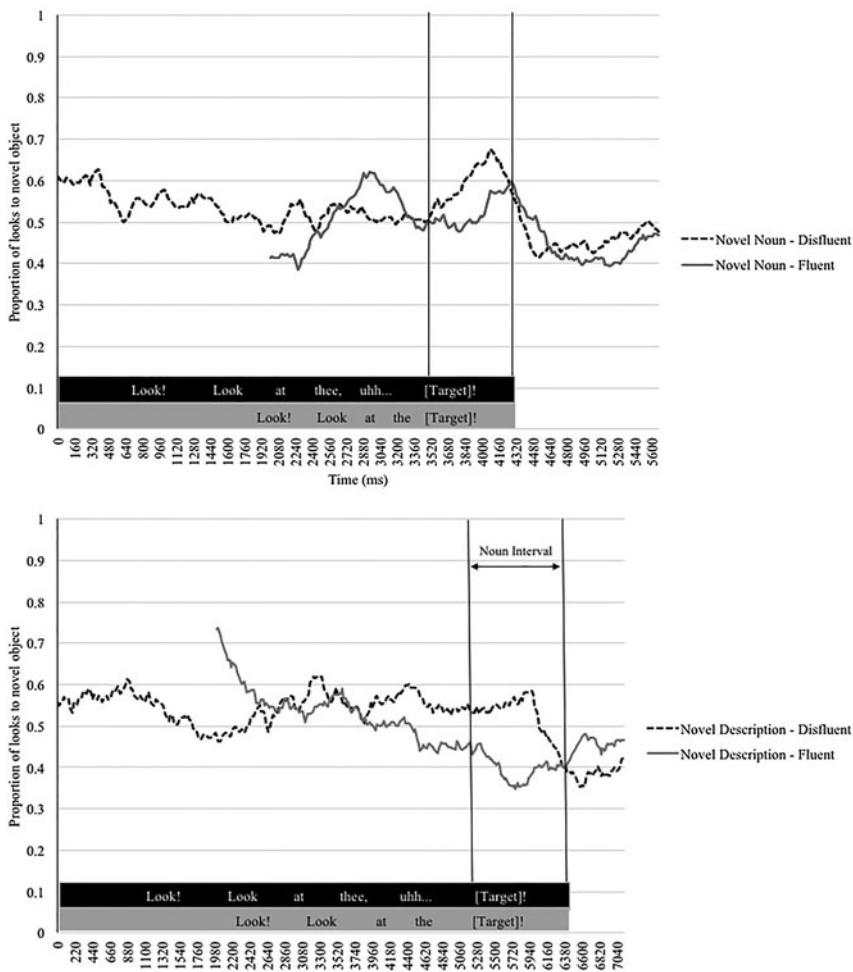 1
0.9
0.8
0.7
0.6
0.5
0.4
0.3
0.2
0.1
0
Proportion of looks to novel object
Look! Look at thee, uhh... [Target]!
Look! Look at the [Target]!
0 160 320 480 640 800 960 1120 1280 1440 1600 1760 1920 2080 2240 2400 2560 2720 2880 3040 3200 3360 3520 3680 3840 4000 4160 4320 4480 4640 4800 4960 5120 5280 5440 5600
Time (ms)
Novel Noun - Disfluent
Novel Noun - Fluent
1
0.9
0.8
0.7
0.6
0.5
0.4
0.3
0.2
0.1
0
Proportion of looks to novel object
Noun Interval
Look! Look at thee, uhh... [Target]!
Look! Look at the [Target]!
0 220 440 660 880 1100 1320 1540 1760 1980 2200 2420 2640 2860 3080 3300 3520 3740 3960 4180 4400 4620 4840 5060 5280 5500 5720 5940 6160 6380 6600 6820 7040
Novel Description - Disfluent
Novel Description - Fluent